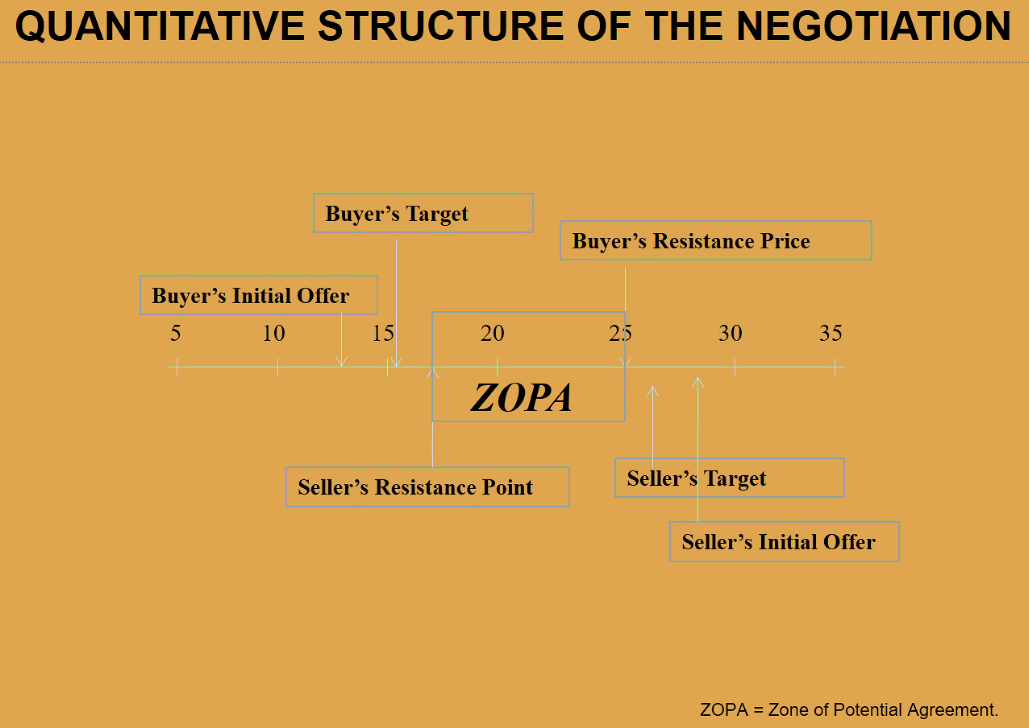 QUANTITATIVE STRUCTURE OF THE NEGOTIATION
Buyer’s Target
Buyer’s Resistance Price
Buyer’s Initial Offer
5 10 15 20 25 30 35
ZOPA
Seller’s Target
Seller’s Resistance Point
Seller’s Initial Offer
ZOPA = Zone of Potential Agreement.